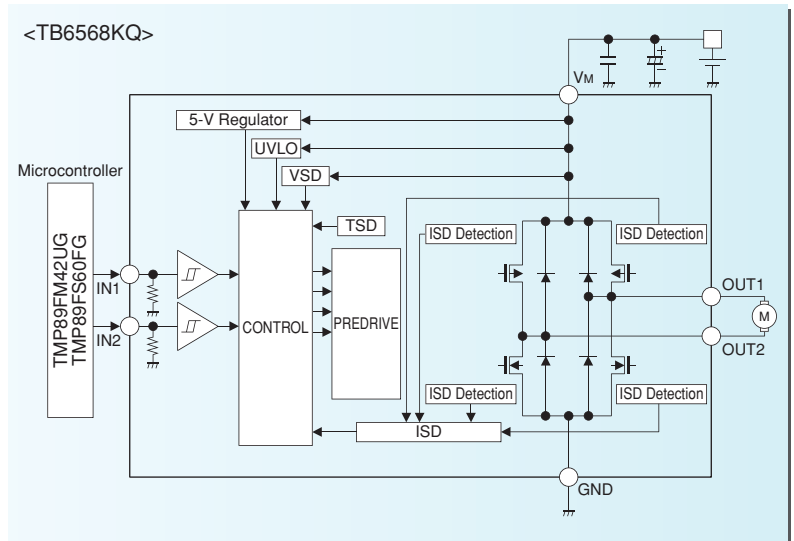 <TB6568KQ>
VM
5-V Regulator
UVLO
VSD
Microcontroller
TMP89FM42UG
TMP89FS60FG
TSD
ISD Detection
ISD Detection
IN1
IN2
CONTROL
PREDRIVE
OUT1
M
OUT2
ISD Detection
ISD Detection
ISD
GND
+
−